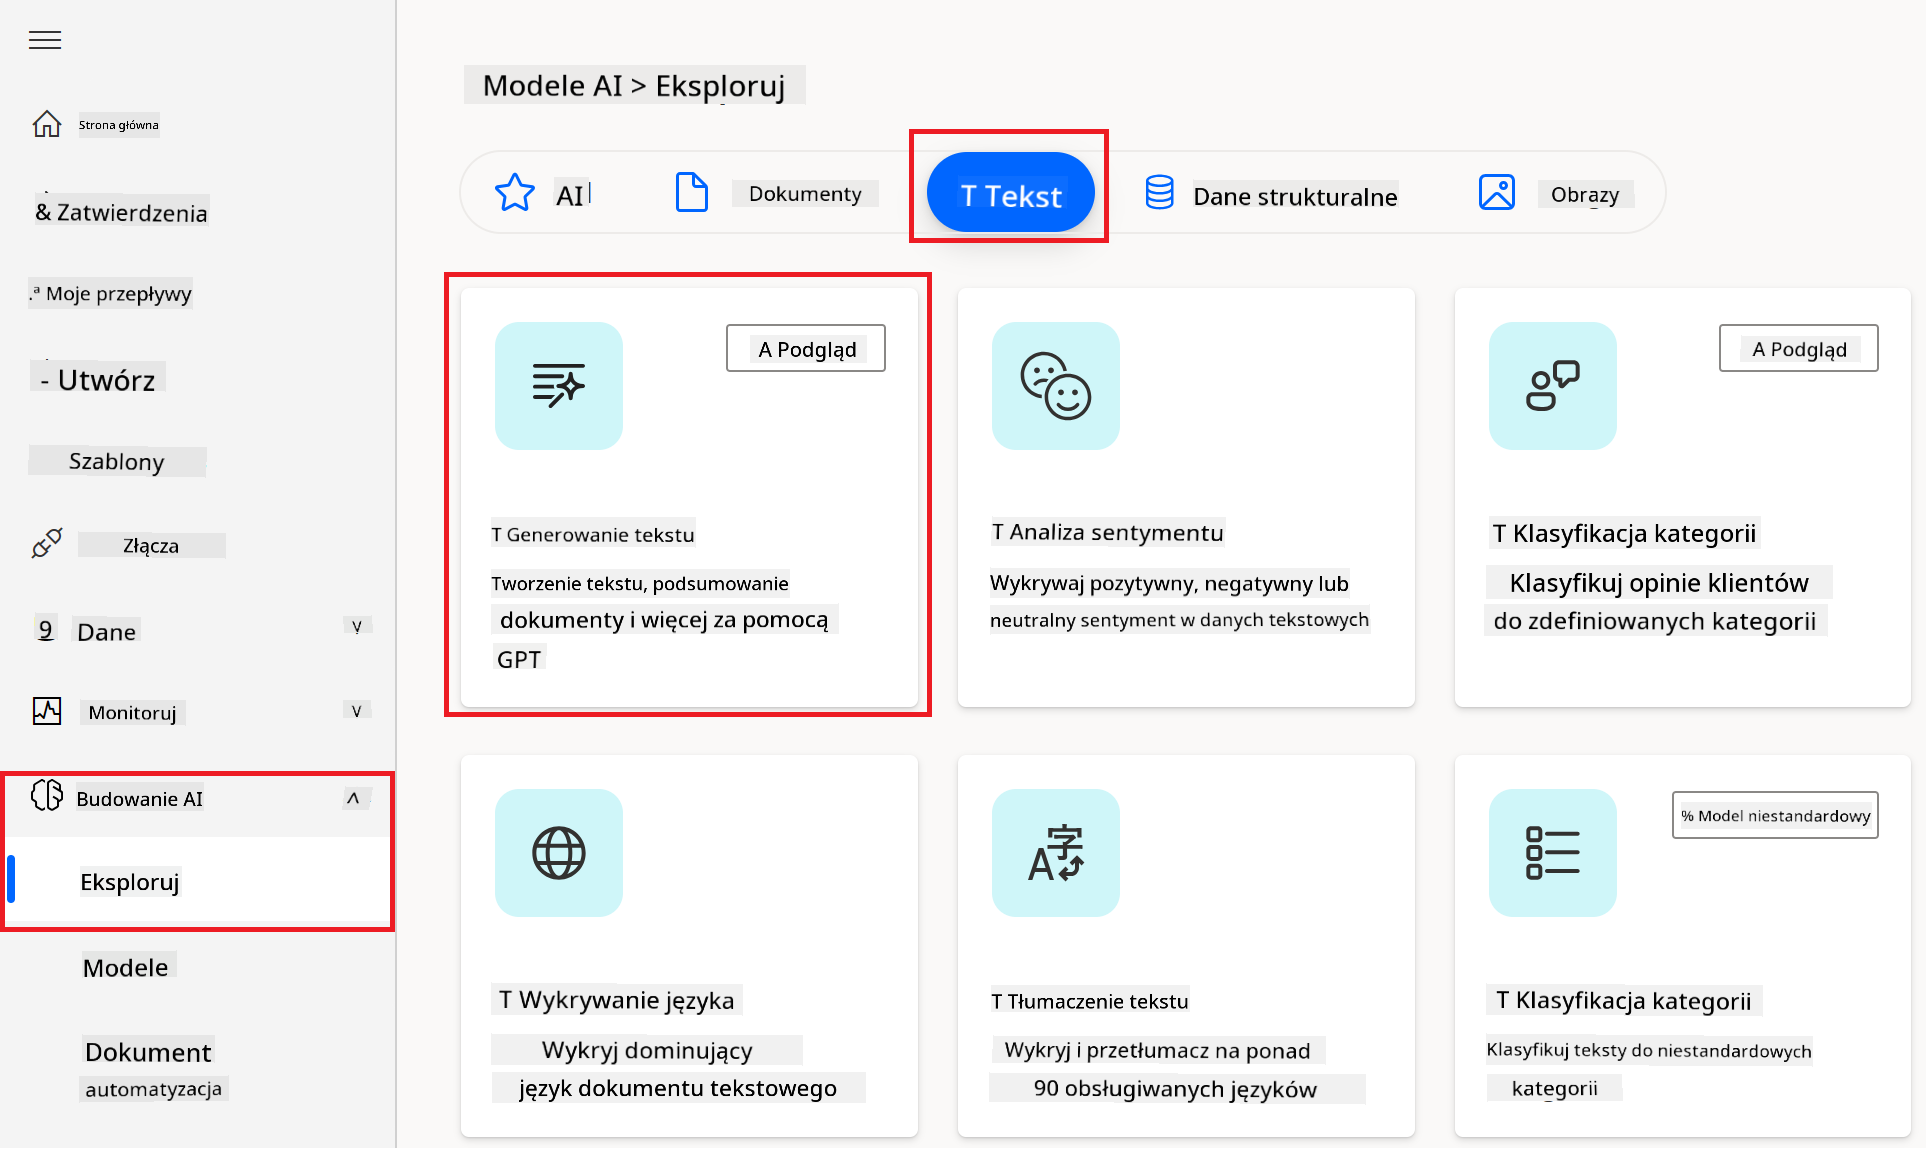 Modele AI > Eksploruj
Strona główna
& Zatwierdzenia
.ª Moje przepływy
- Utwórz
Szablony
Złącza
9 Dane
Monitoruj
Budowanie AI
Eksploruj
Modele
Dokument
automatyzacja
AI
Dokumenty
T Tekst
Dane strukturalne
Obrazy
A Podgląd
T Generowanie tekstu
Tworzenie tekstu, podsumowanie
dokumenty i więcej za pomocą
GPT
T Analiza sentymentu
Wykrywaj pozytywny, negatywny lub
neutralny sentyment w danych tekstowych
A Podgląd
T Klasyfikacja kategorii
Klasyfikuj opinie klientów
do zdefiniowanych kategorii
T Wykrywanie języka
Wykryj dominujący
język dokumentu tekstowego
字
A
T Tłumaczenie tekstu
Wykryj i przetłumacz na ponad
90 obsługiwanych języków
% Model niestandardowy
T Klasyfikacja kategorii
Klasyfikuj teksty do niestandardowych
kategorii